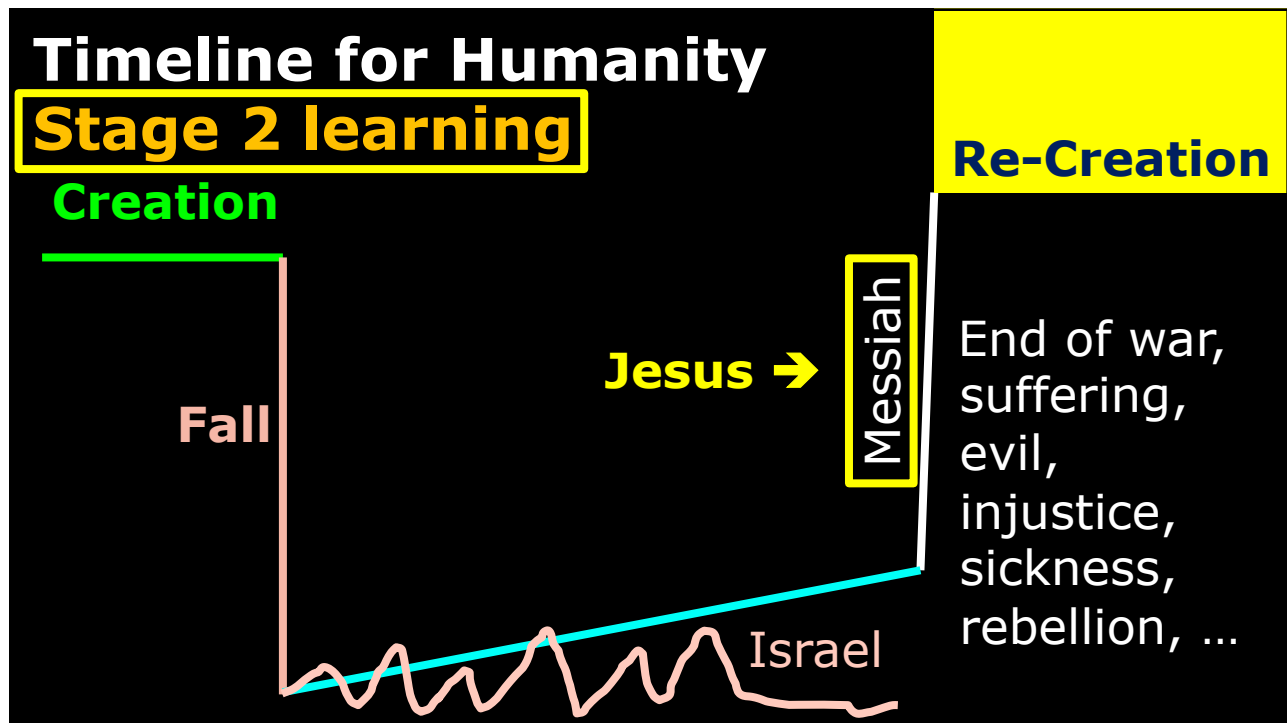 Timeline for Humanity
Stage 2 learning
Re-Creation
Creation
Messiah
Jesus ➔
Fall
End of war,
suffering,
evil,
injustice,
sickness,
rebellion, ...
Israel